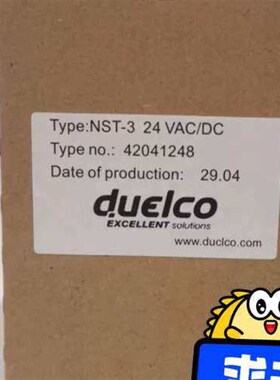 Type:NST-3 24 VAC/DC
Type no.: 42041248
Date of production: 29.04
duelco
EXCELLENT solutions
www.duelco.com